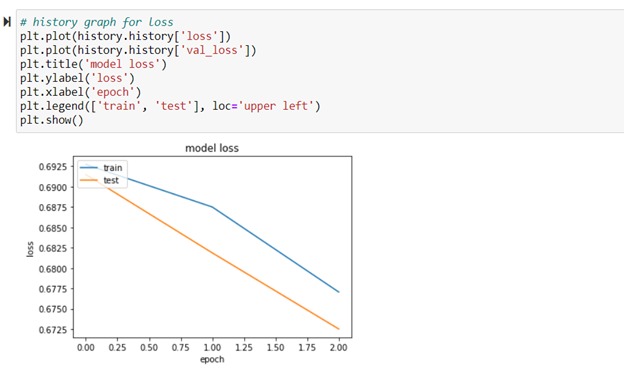 # history graph for loss
plt.plot(history.history['loss'])
plt.plot(history.history['val_loss'])
plt.title('model loss')
plt.ylabel('loss')
plt.xlabel('epoch')
plt.legend(['train', 'test'], loc='upper left')
plt.show()
model loss
train
test
0.6925
0.6900
0.6875
0.6850
0.6825
0.6800
0.6775
0.6750
0.6725
loss
0.00 0.25 0.50 0.75 1.00 1.25 1.50 1.75 2.00
epoch